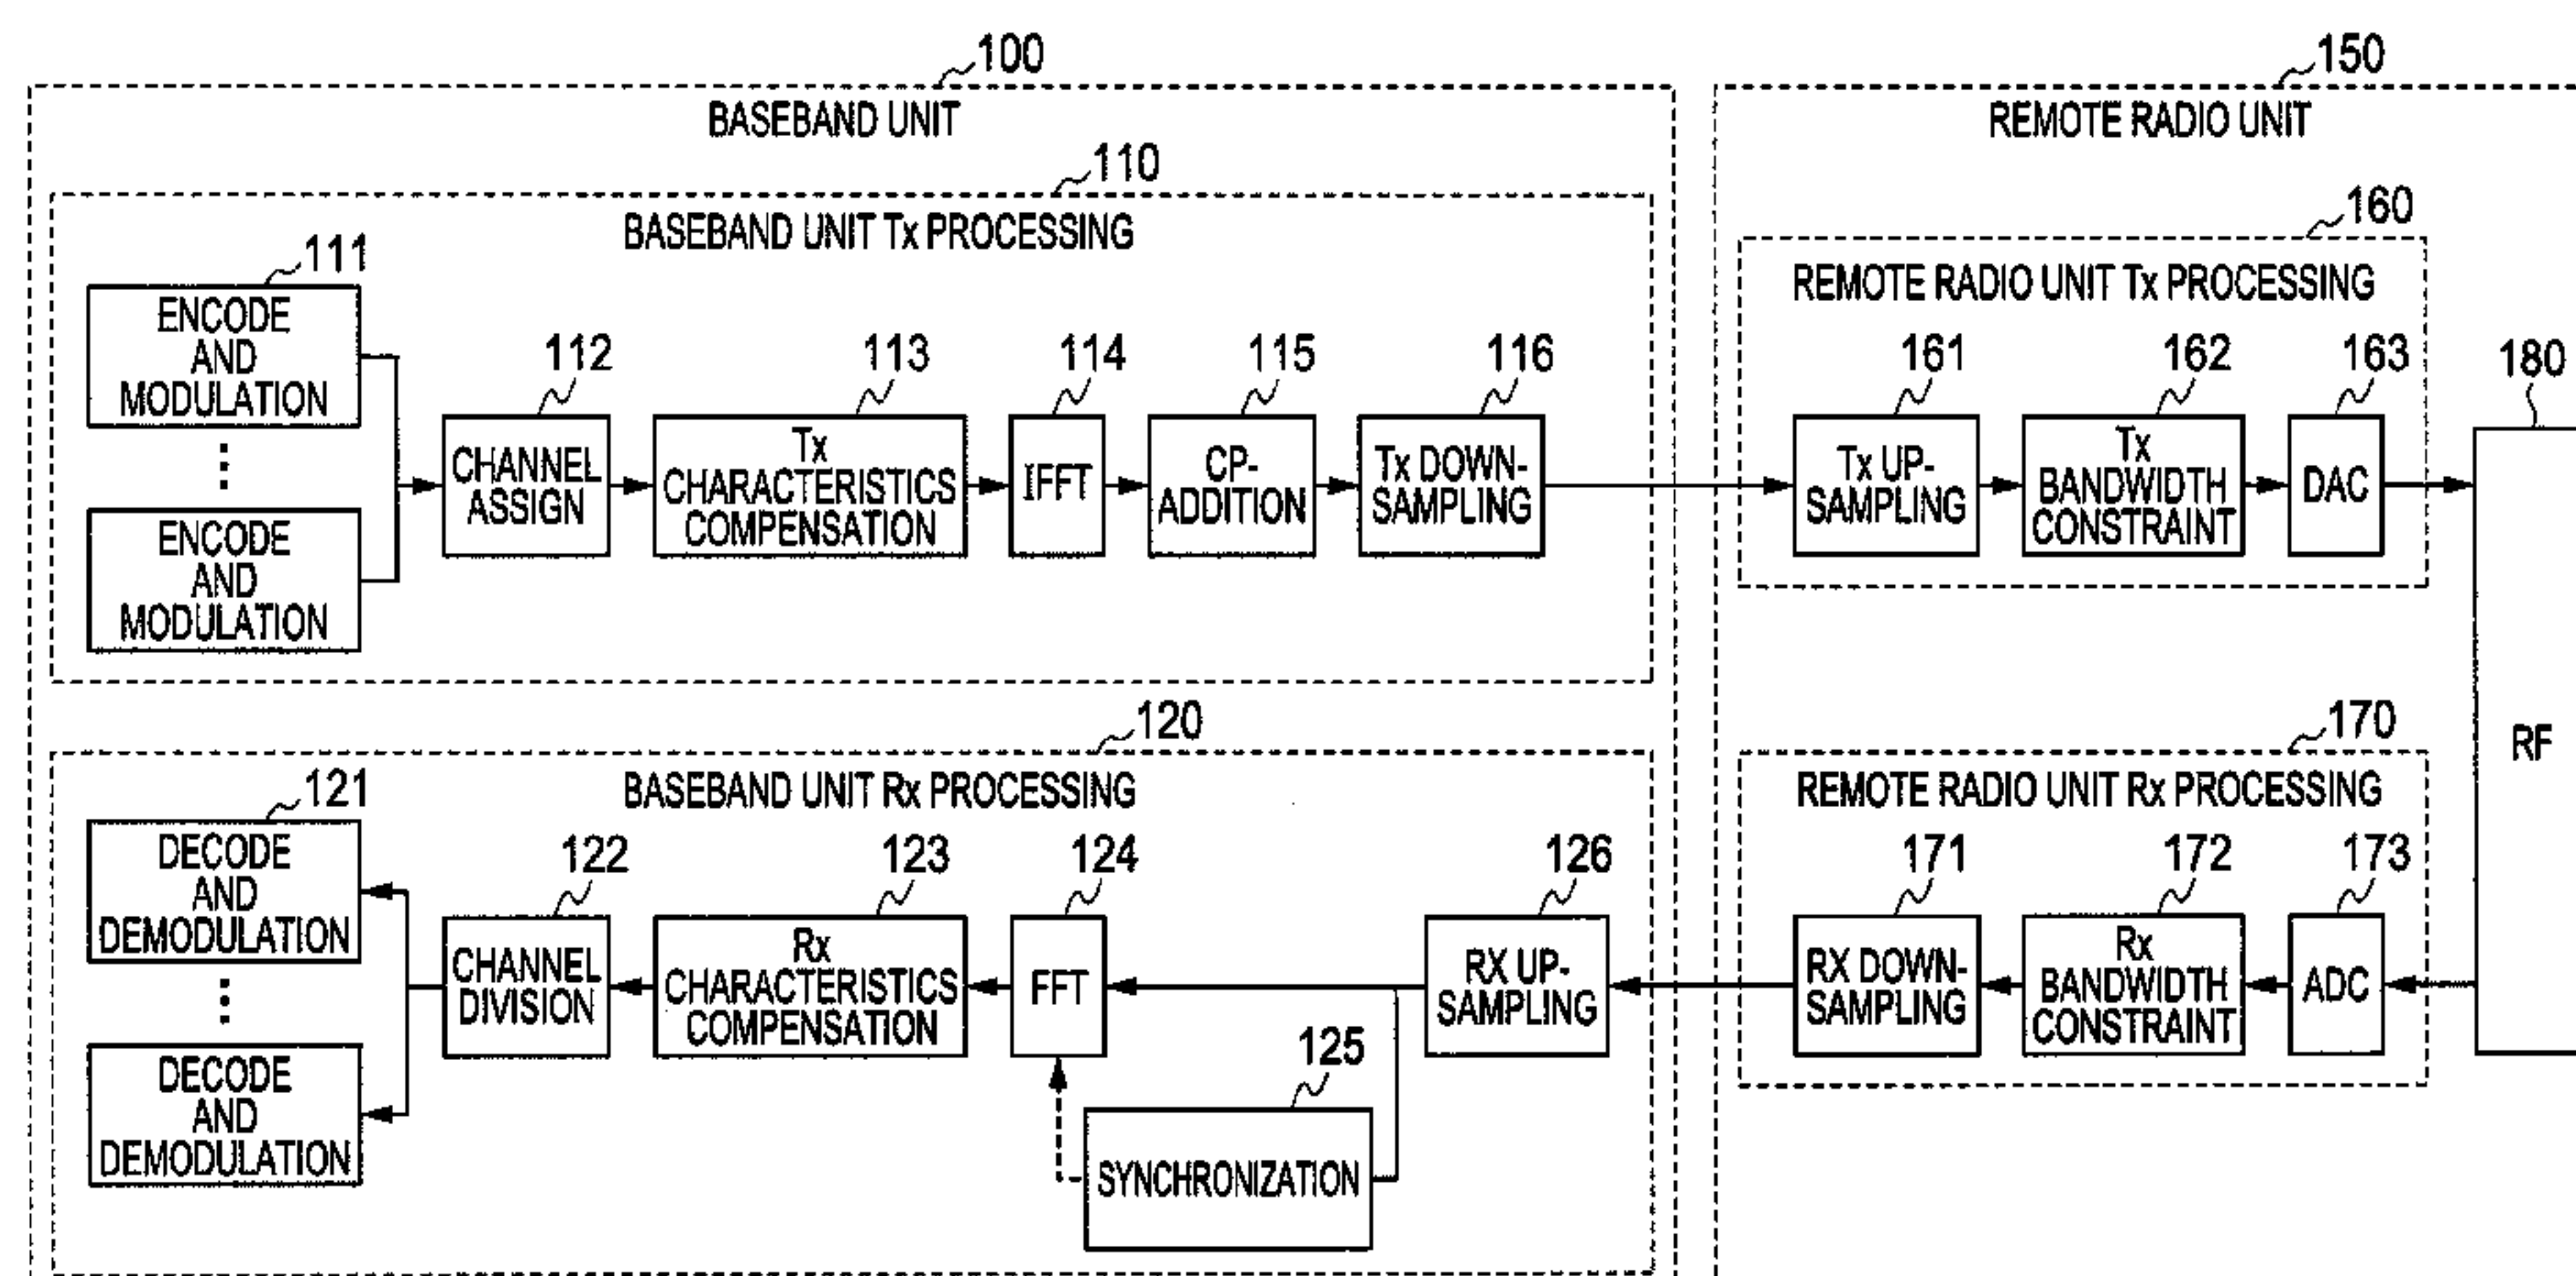 100
BASEBAND UNIT
110
BASEBAND UNIT Tx PROCESSING
111
ENCODE
AND
MODULATION
ENCODE
AND
MODULATION
112
CHANNEL
ASSIGN
113
Tx
CHARACTERISTICS
COMPENSATION
114
IFFT
115
CP-
ADDITION
116
Tx DOWN-
SAMPLING
150
REMOTE RADIO UNIT
160
REMOTE RADIO UNIT Tx PROCESSING
161
Tx UP-
SAMPLING
162
Tx
BANDWIDTH
CONSTRAINT
163
DAC
180
RF
120
BASEBAND UNIT Rx PROCESSING
121
DECODE
AND
DEMODULATION
DECODE
AND
DEMODULATION
122
CHANNEL
DIVISION
123
Rx
CHARACTERISTICS
COMPENSATION
124
FFT
125
SYNCHRONIZATION
126
RX UP-
SAMPLING
170
REMOTE RADIO UNIT Rx PROCESSING
171
RX DOWN-
SAMPLING
172
Rx
BANDWIDTH
CONSTRAINT
173
ADC